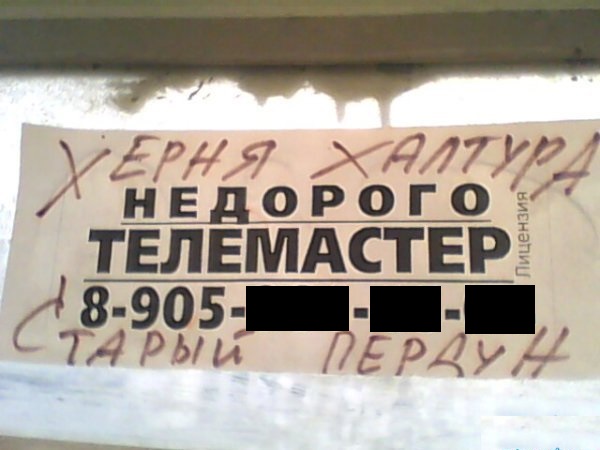 ХЕРНЯ ХАЛТУРА
НЕДОРОГО
ТЕЛЕМАСТЕР
Лицензия
8-905-
СТАРЫЙ ПЕРДУН